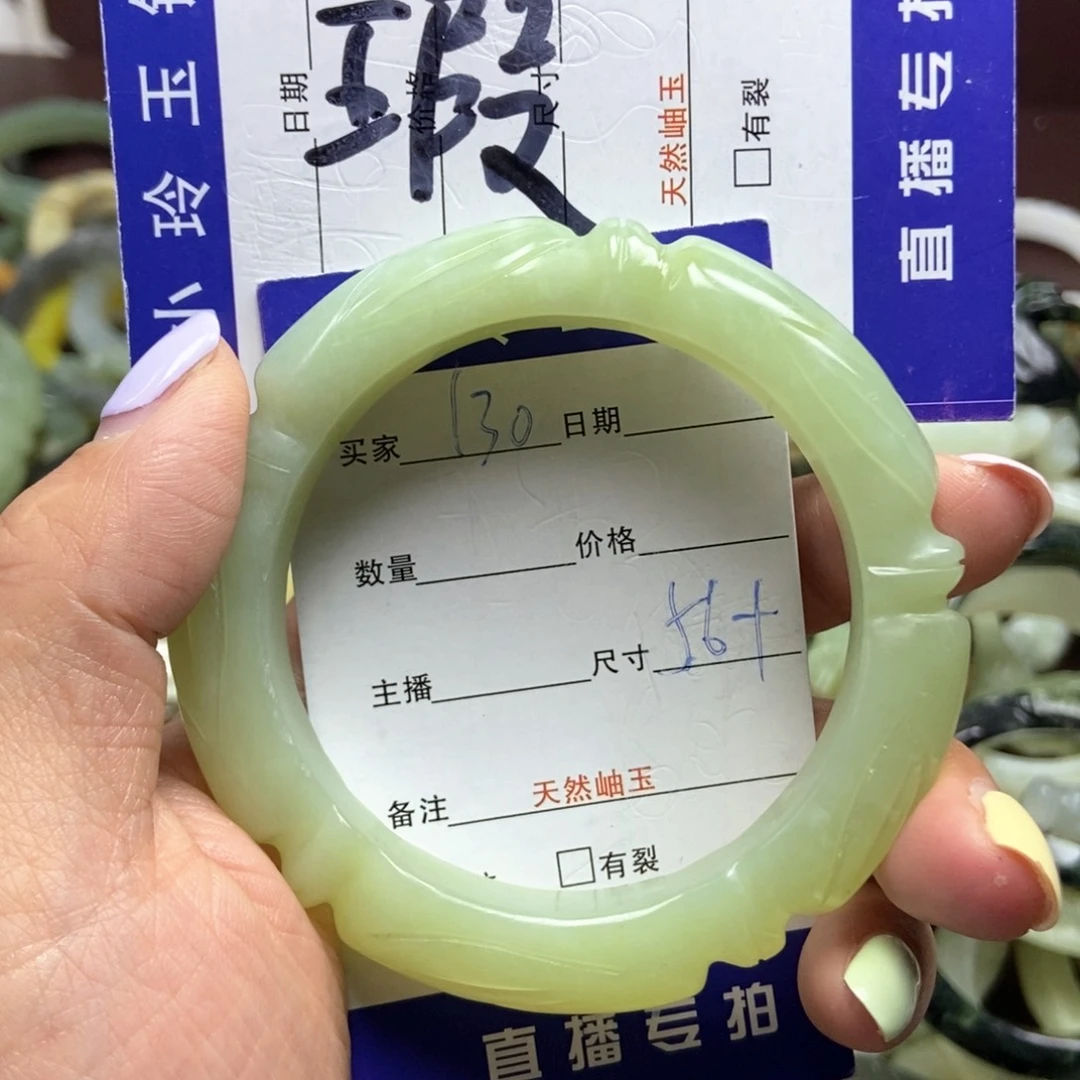 小玲玉
直播专拍
日期
价格
尺寸
天然岫玉
□有裂
瑕
买家 130 日期
数量 价格
主播 尺寸 56+
备注 天然岫玉
□有裂
直播专拍